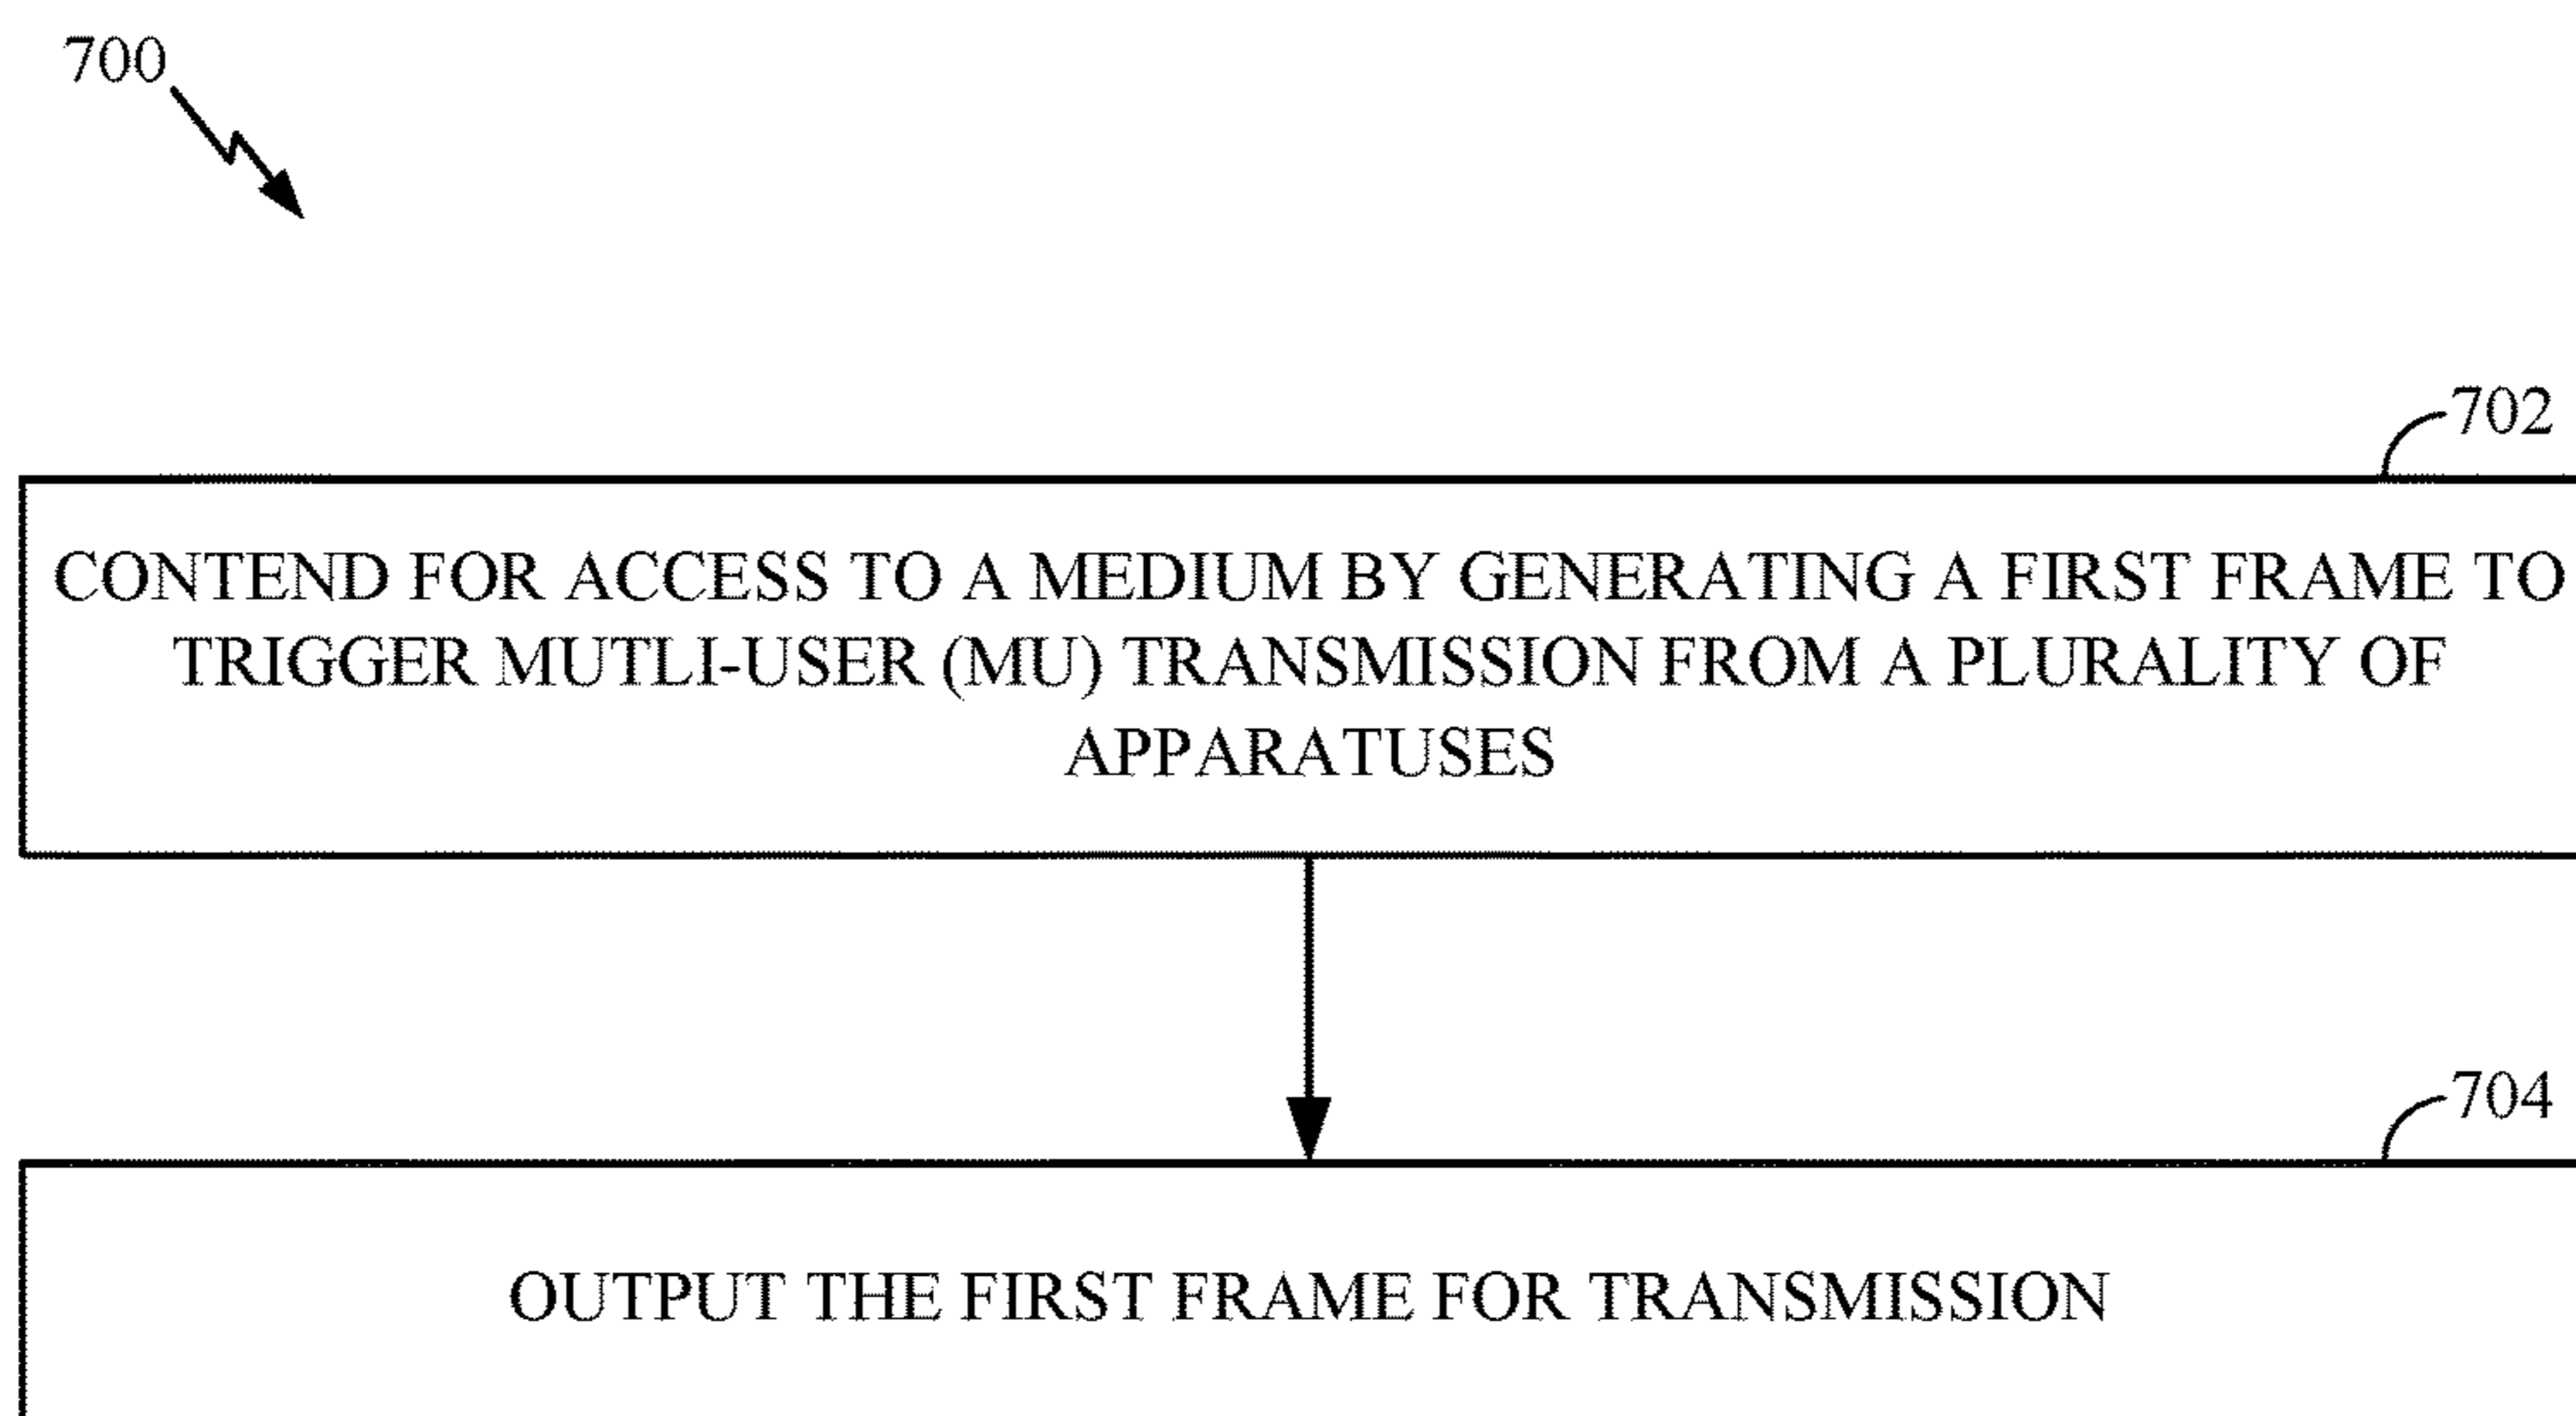 700
702
CONTEND FOR ACCESS TO A MEDIUM BY GENERATING A FIRST FRAME TO
TRIGGER MUTLI-USER (MU) TRANSMISSION FROM A PLURALITY OF
APPARATUSES
704
OUTPUT THE FIRST FRAME FOR TRANSMISSION